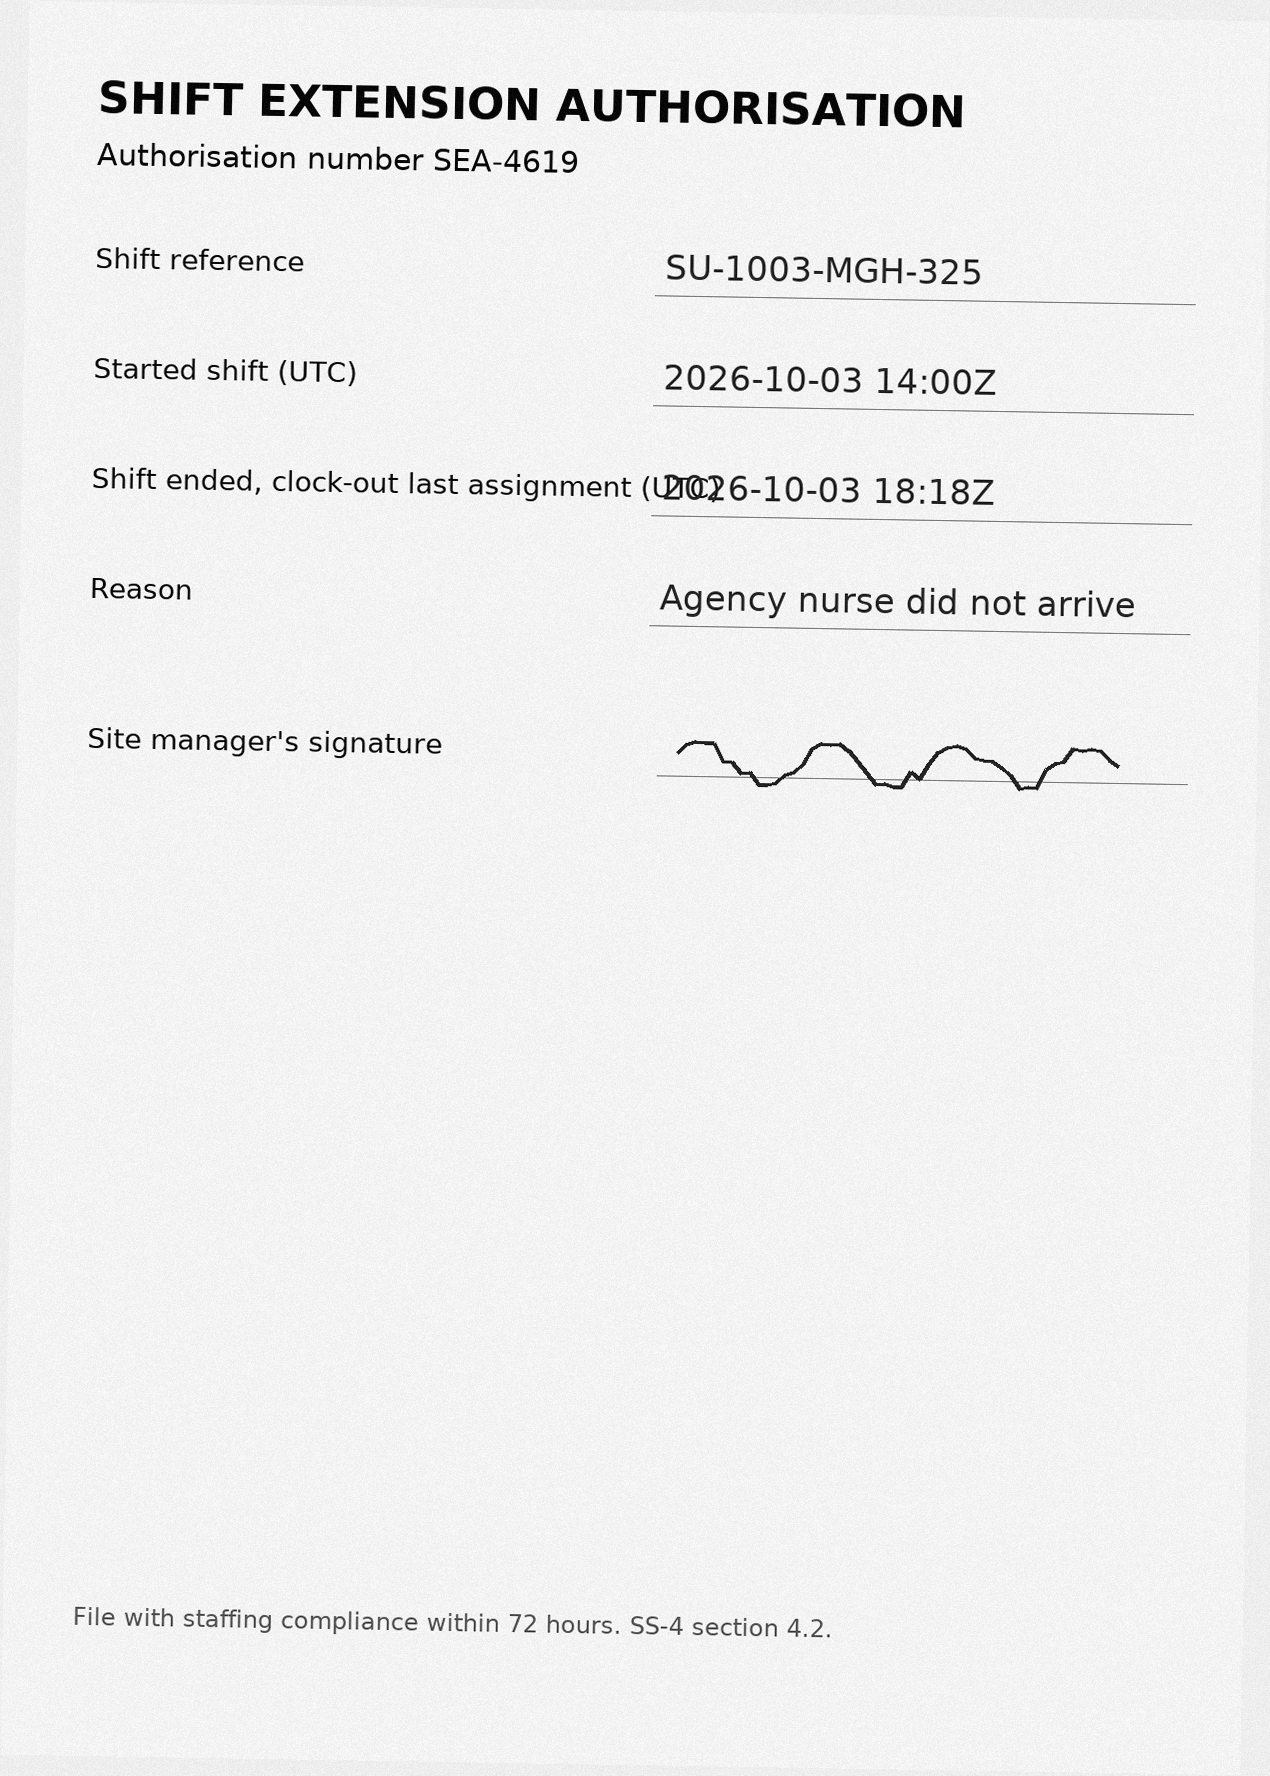 SHIFT EXTENSION AUTHORISATION
Authorisation number SEA-4619
Shift reference SU-1003-MGH-325
Started shift (UTC) 2026-10-03 14:00Z
Shift ended, clock-out last assignment (UTC) 2026-10-03 18:18Z
Reason Agency nurse did not arrive
Site manager's signature
File with staffing compliance within 72 hours. SS-4 section 4.2.